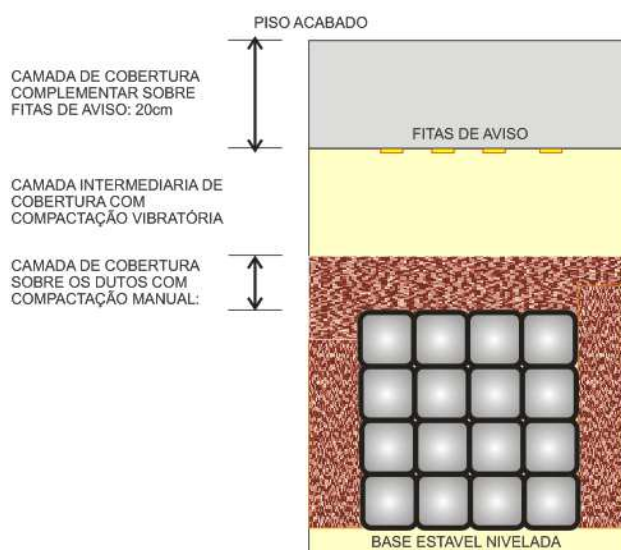 PISO ACABADO
CAMADA DE COBERTURA
COMPLEMENTAR SOBRE
FITAS DE AVISO: 20cm
FITAS DE AVISO
CAMADA INTERMEDIARIA DE
COBERTURA COM
COMPACTAÇÃO VIBRATÓRIA
CAMADA DE COBERTURA
SOBRE OS DUTOS COM
COMPACTAÇÃO MANUAL:
BASE ESTAVEL NIVELADA